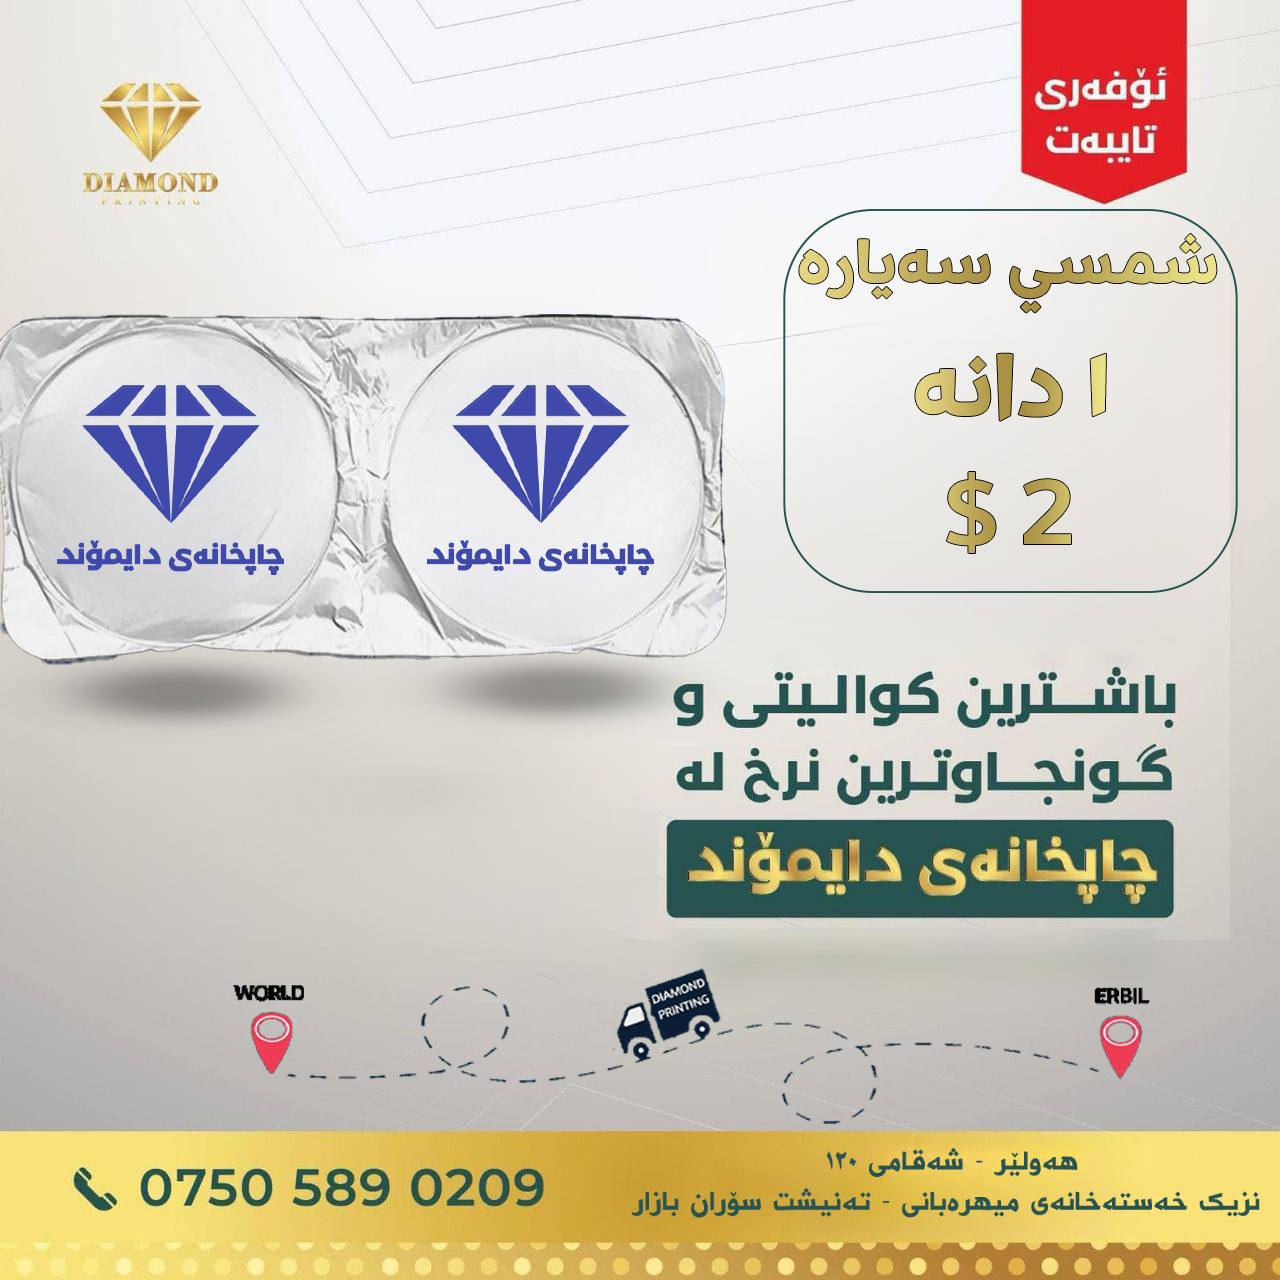 DIAMOND
PRINTING
ئۆفەری
تایبەت
شمسي سەیارە
١ دانە
2 $
چاپخانەی دایمۆند
چاپخانەی دایمۆند
باشترین کوالیتی و
گونجاوترین نرخ لە
چاپخانەی دایمۆند
WORLD
DIAMOND
PRINTING
ERBIL
0750 589 0209
هەولێر - شەقامی ١٢٠
نزیک خەستەخانەی میهرەبانی - تەنیشت سۆران بازار